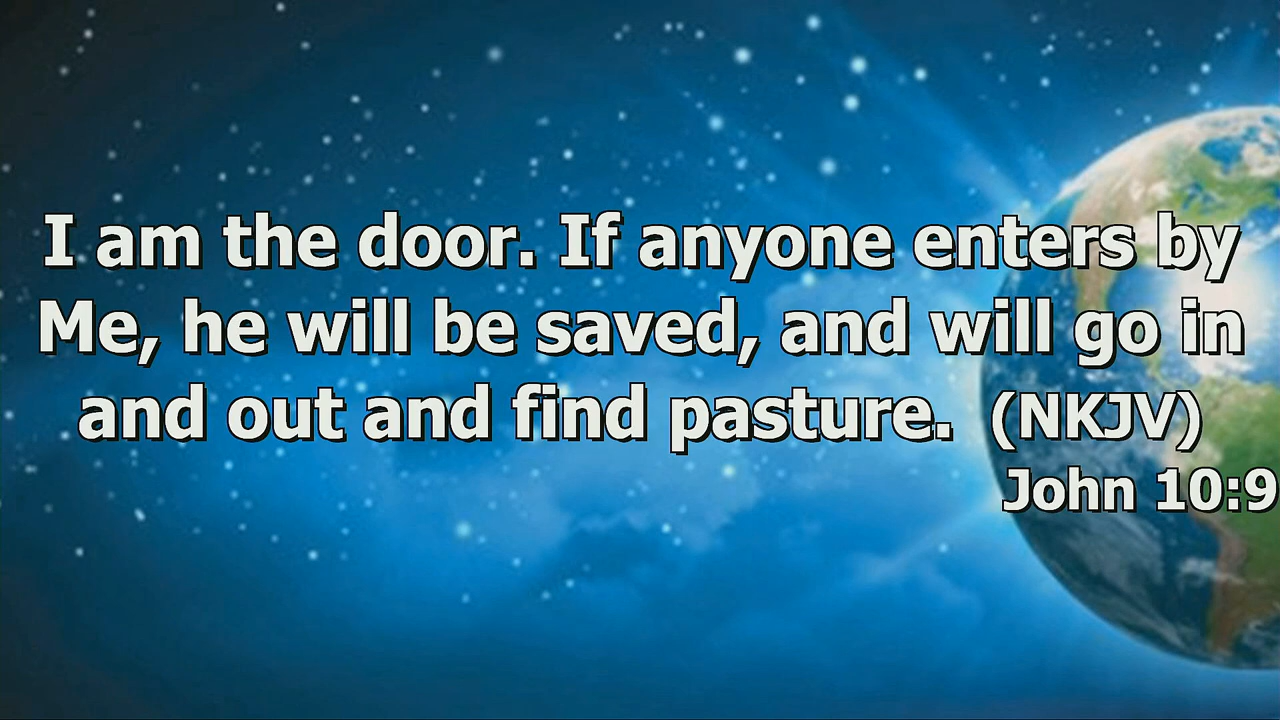 I am the door. If anyone enters by
Me, he will be saved, and will go in
and out and find pasture. (NKJV)
John 10:9